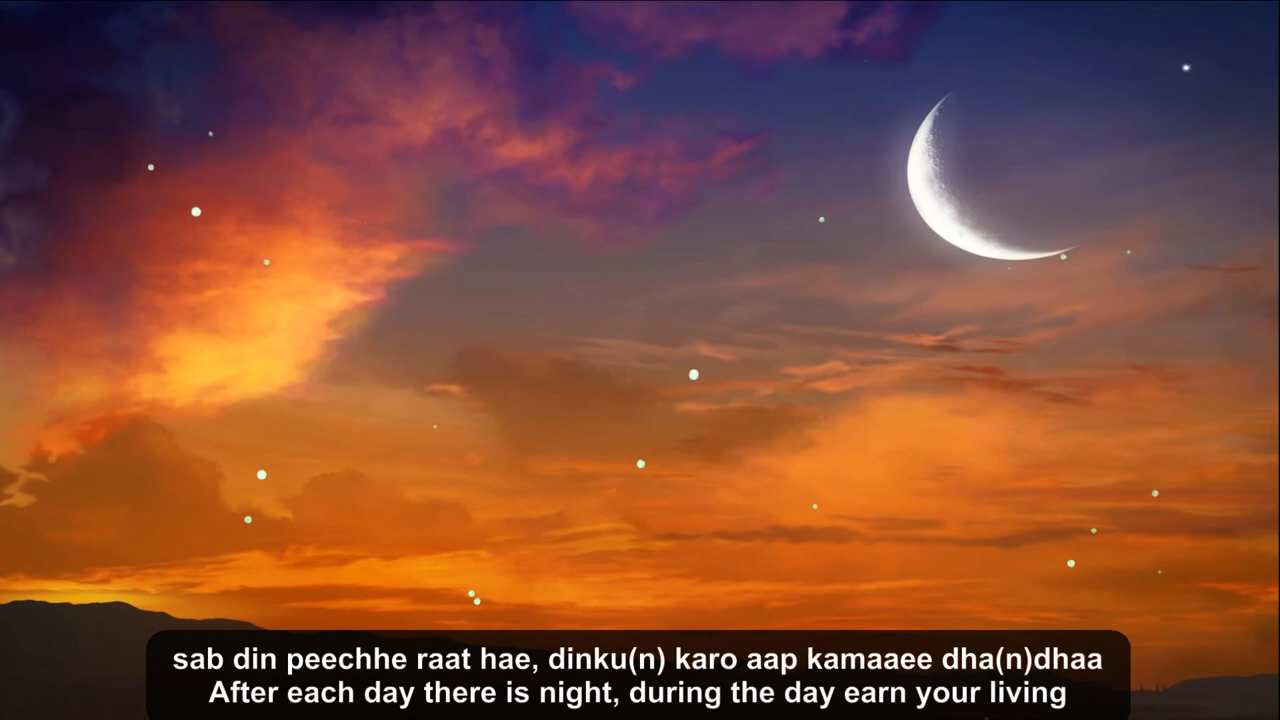 sab din peechhe raat hae, dinku(n) karo aap kamaaee dha(n)dhaa
After each day there is night, during the day earn your living